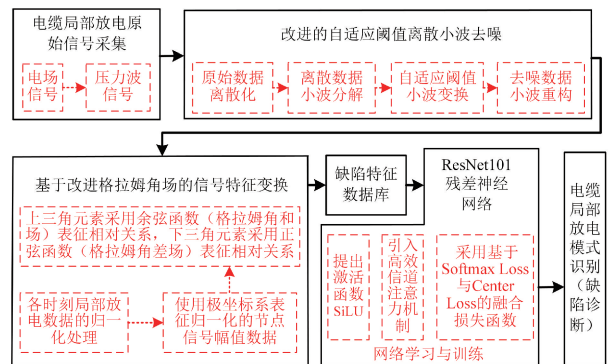 电缆局部放电原
始信号采集
电场
信号
压力波
信号
改进的自适应阈值离散小波去噪
原始数据
离散化
离散数据
小波分解
自适应阈值
小波变换
去噪数据
小波重构
基于改进格拉姆角场的信号特征变换
上三角元素采用余弦函数（格拉姆角和
场）表征相对关系，下三角元素采用正
弦函数（格拉姆角差场）表征相对关系
各时刻局部放
电数据的归一
化处理
使用极坐标系表
征归一化的节点
信号幅值数据
缺陷特征
数据库
ResNet101
残差神经
网络
提出
激活
函数
SiLU
引入
高效
信道
注意
力机
制
采用基于
Softmax Loss
与Center
Loss的融合
损失函数
网络学习与训练
电缆
局部
放电
模式
识别
（缺
陷诊
断）